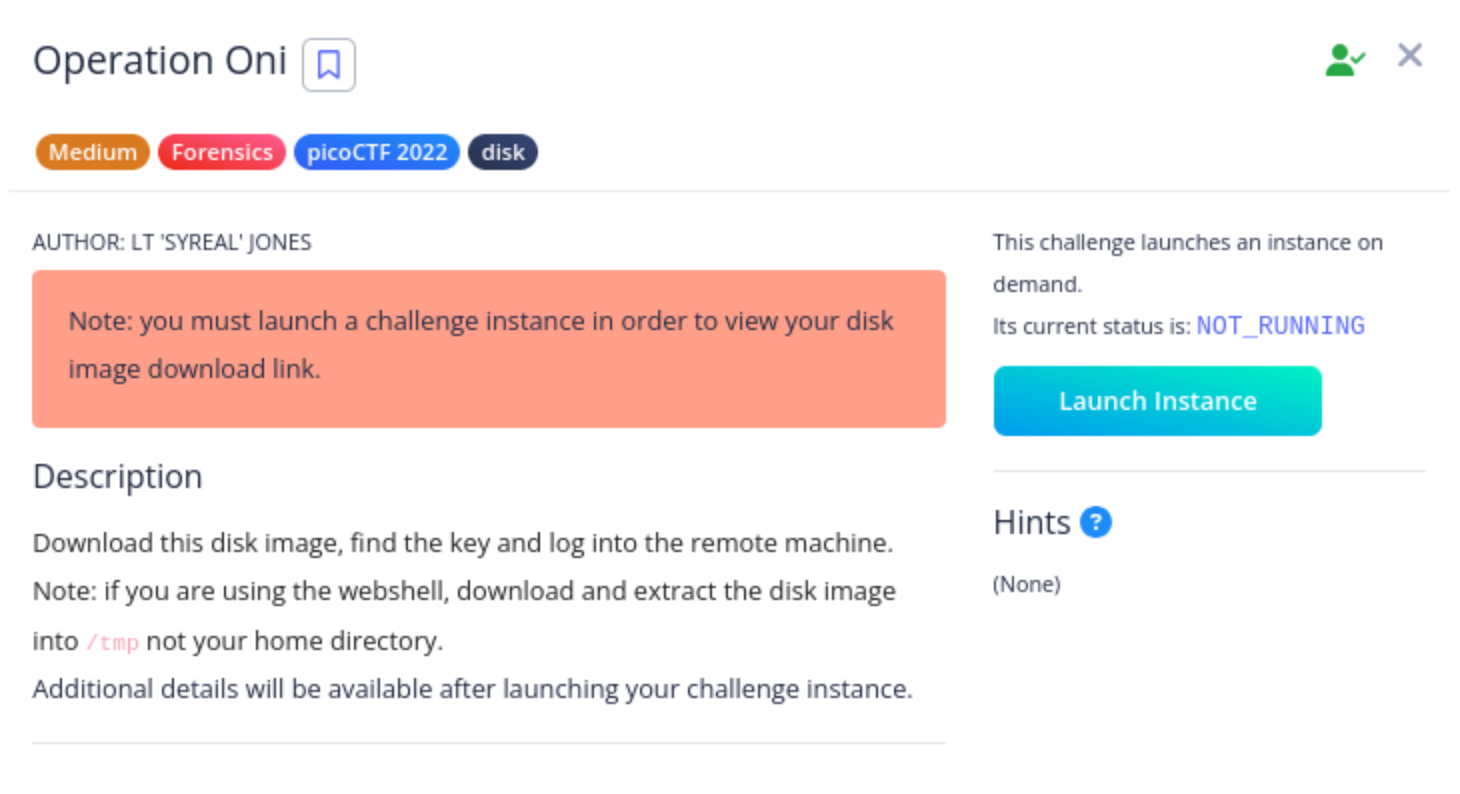 Operation Oni
Medium Forensics picoCTF 2022 disk
AUTHOR: LT 'SYREAL' JONES
Note: you must launch a challenge instance in order to view your disk
image download link.
Description
Download this disk image, find the key and log into the remote machine.
Note: if you are using the webshell, download and extract the disk image
into /tmp not your home directory.
Additional details will be available after launching your challenge instance.
This challenge launches an instance on
demand.
Its current status is: NOT_RUNNING
Launch Instance
Hints ?
(None)